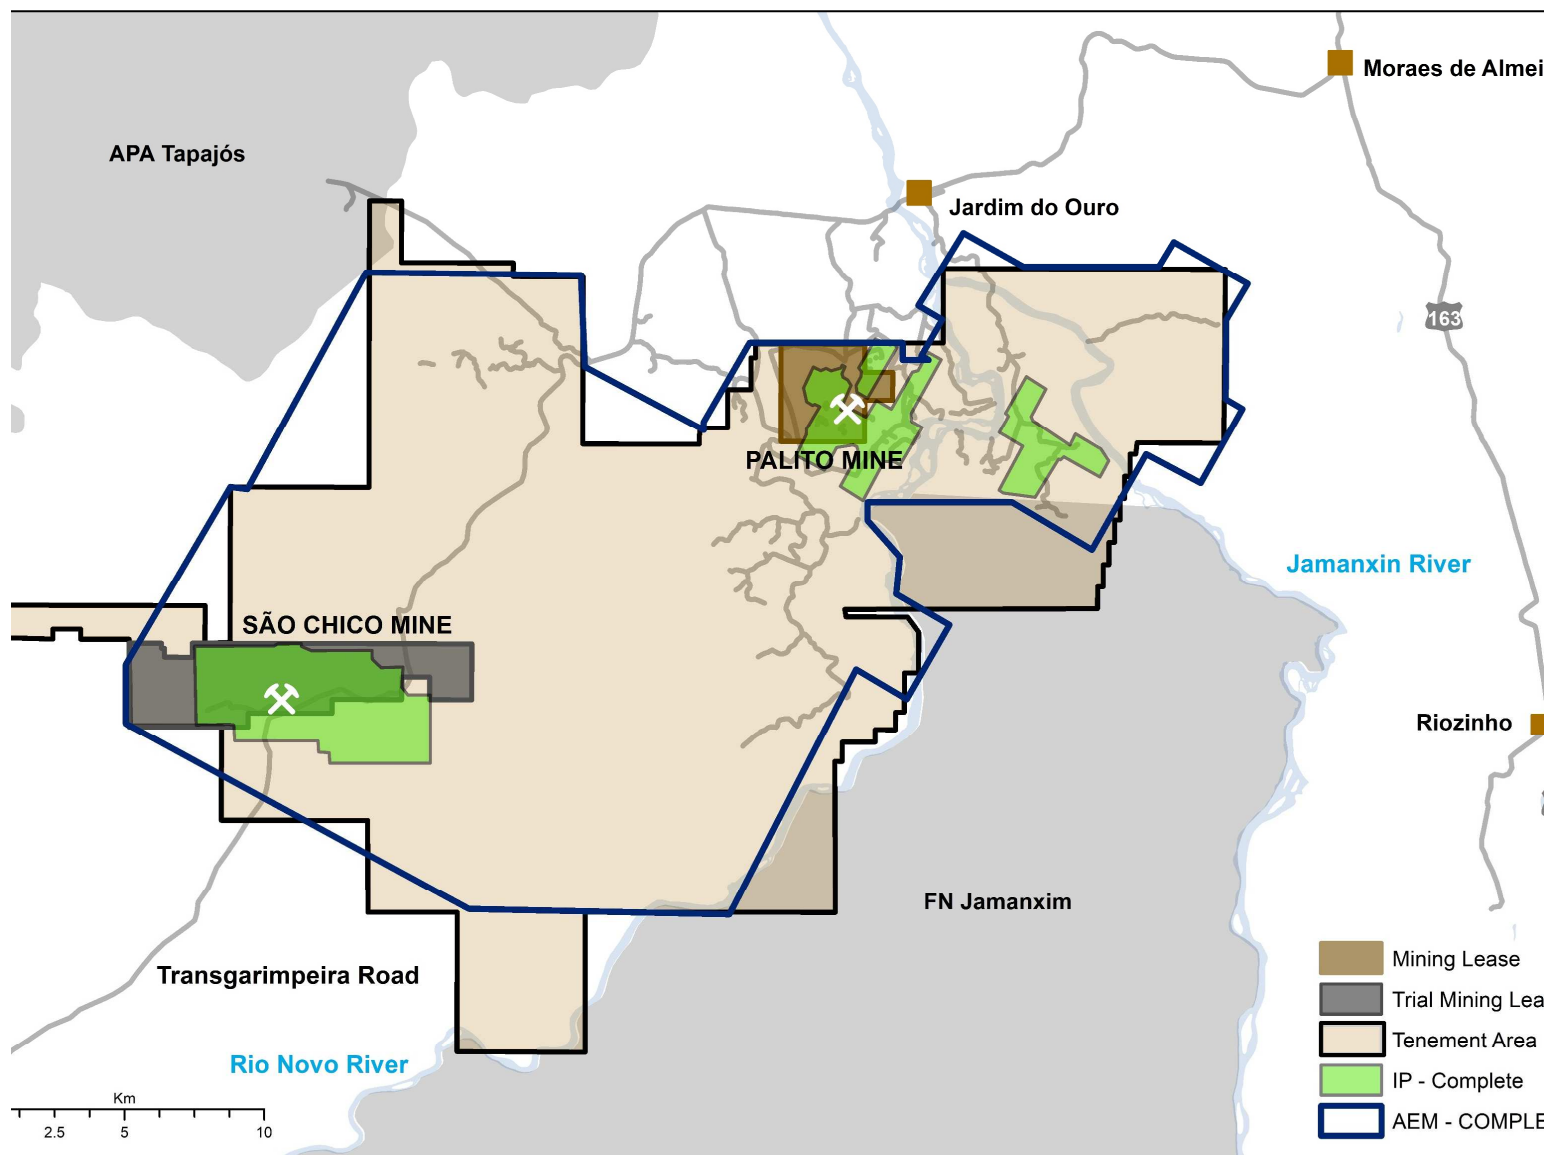 Moraes de Almei
APA Tapajós
Jardim do Ouro
163
PALITO MINE
Jamanxin River
SÃO CHICO MINE
Riozinho
FN Jamanxim
Transgarimpeira Road
Rio Novo River
Km
2.5 5 10
Mining Lease
Trial Mining Lea
Tenement Area
IP - Complete
AEM - COMPLE